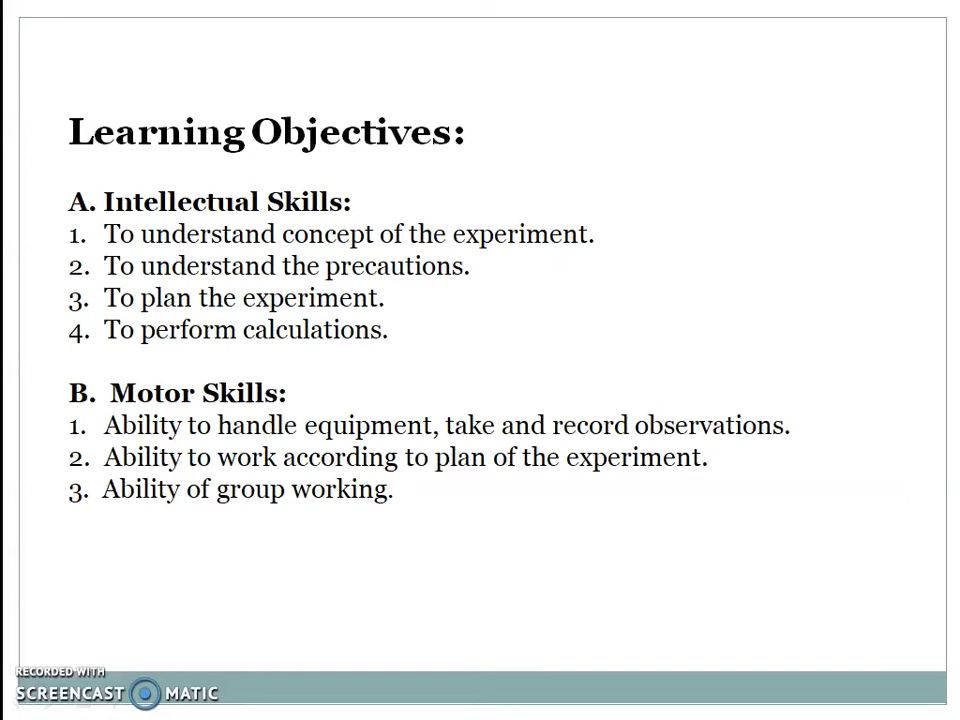 Learning Objectives:
A. Intellectual Skills:
1. To understand concept of the experiment.
2. To understand the precautions.
3. To plan the experiment.
4. To perform calculations.
B. Motor Skills:
1. Ability to handle equipment, take and record observations.
2. Ability to work according to plan of the experiment.
3. Ability of group working.
RECORDED WITH
SCREENCAST MATIC